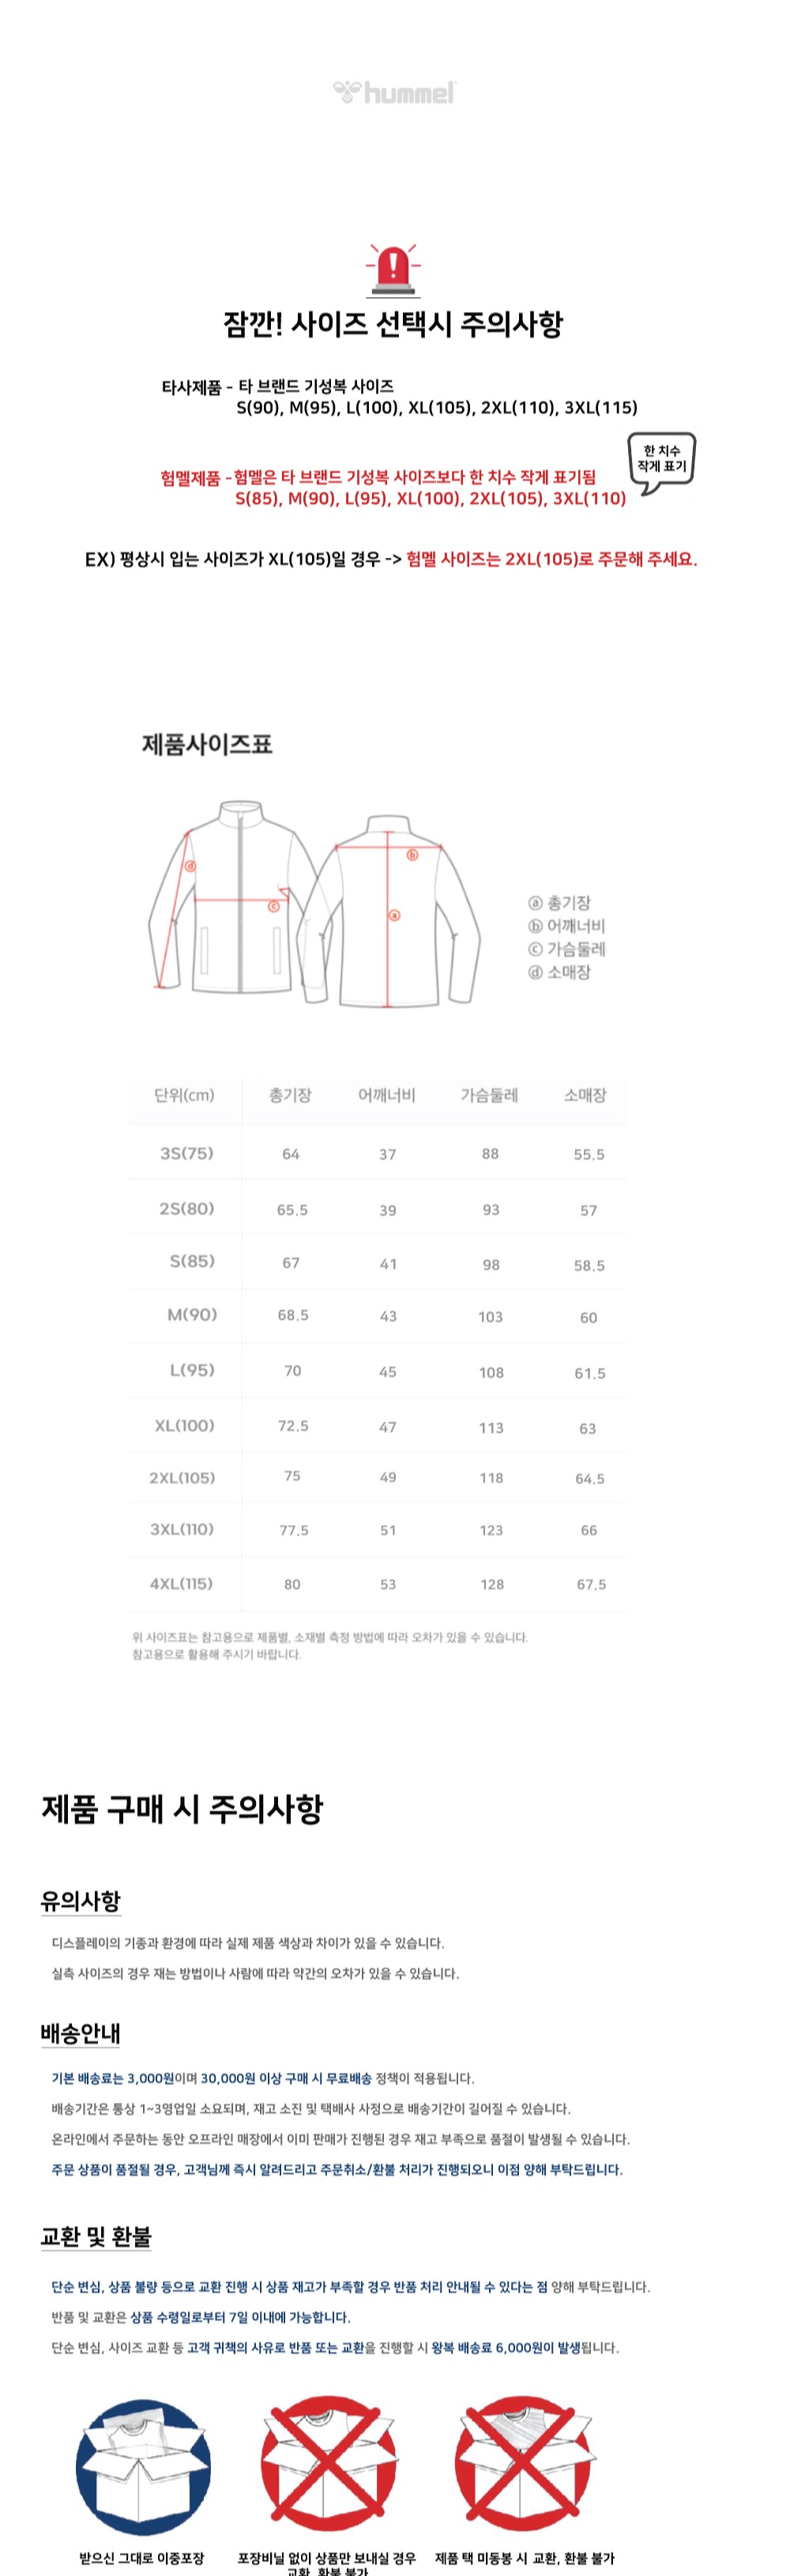 hummel
잠깐! 사이즈 선택시 주의사항
타사제품 - 타 브랜드 기성복 사이즈
S(90), M(95), L(100), XL(105), 2XL(110), 3XL(115)
한 치수
작게 표기
험멜제품 -험멜은 타 브랜드 기성복 사이즈보다 한 치수 작게 표기됨
S(85), M(90), L(95), XL(100), 2XL(105), 3XL(110)
EX) 평상시 입는 사이즈가 XL(105)일 경우 -> 험멜 사이즈는 2XL(105)로 주문해 주세요.
제품사이즈표
ⓓ
ⓒ
ⓑ
ⓐ
ⓐ 총기장
ⓑ 어깨너비
ⓒ 가슴둘레
ⓓ 소매장
단위(cm) 총기장 어깨너비 가슴둘레 소매장
3S(75) 64 37 88 55.5
2S(80) 65.5 39 93 57
S(85) 67 41 98 58.5
M(90) 68.5 43 103 60
L(95) 70 45 108 61.5
XL(100) 72.5 47 113 63
2XL(105) 75 49 118 64.5
3XL(110) 77.5 51 123 66
4XL(115) 80 53 128 67.5
위 사이즈표는 참고용으로 제품별, 소재별 측정 방법에 따라 오차가 있을 수 있습니다.
참고용으로 활용해 주시기 바랍니다.
제품 구매 시 주의사항
유의사항
디스플레이의 기종과 환경에 따라 실제 제품 색상과 차이가 있을 수 있습니다.
실측 사이즈의 경우 재는 방법이나 사람에 따라 약간의 오차가 있을 수 있습니다.
배송안내
기본 배송료는 3,000원이며 30,000원 이상 구매 시 무료배송 정책이 적용됩니다.
배송기간은 통상 1~3영업일 소요되며, 재고 소진 및 택배사 사정으로 배송기간이 길어질 수 있습니다.
온라인에서 주문하는 동안 오프라인 매장에서 이미 판매가 진행된 경우 재고 부족으로 품절이 발생될 수 있습니다.
주문 상품이 품절될 경우, 고객님께 즉시 알려드리고 주문취소/환불 처리가 진행되오니 이점 양해 부탁드립니다.
교환 및 환불
단순 변심, 상품 불량 등으로 교환 진행 시 상품 재고가 부족할 경우 반품 처리 안내될 수 있다는 점 양해 부탁드립니다.
반품 및 교환은 상품 수령일로부터 7일 이내에 가능합니다.
단순 변심, 사이즈 교환 등 고객 귀책의 사유로 반품 또는 교환을 진행할 시 왕복 배송료 6,000원이 발생됩니다.
받으신 그대로 이중포장
포장비닐 없이 상품만 보내실 경우
교환, 환불 불가
제품 택 미동봉 시 교환, 환불 불가